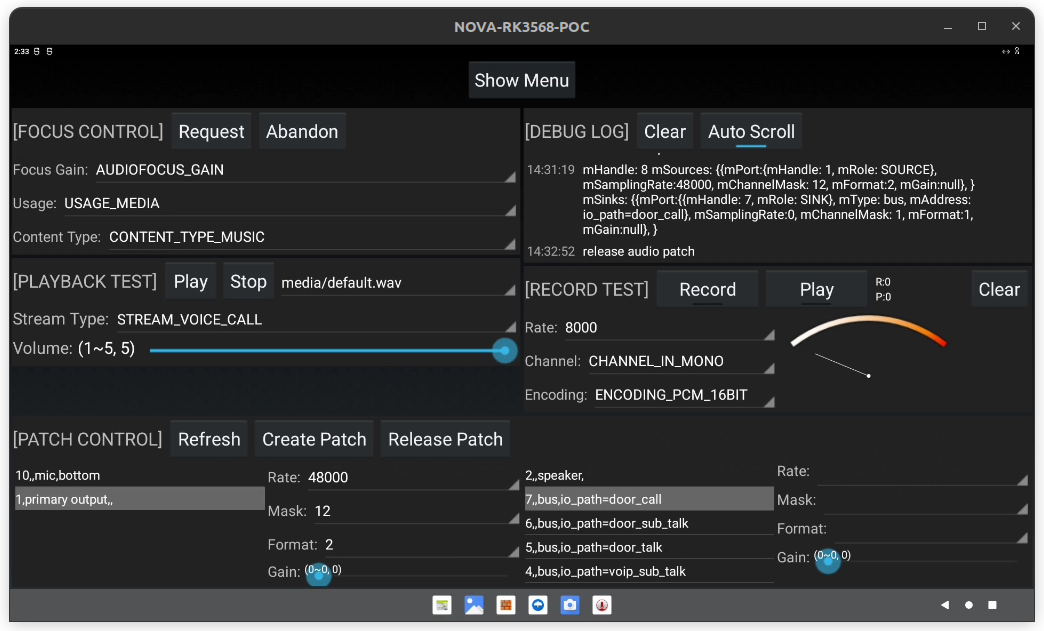 NOVA-RK3568-POC
2:33
Show Menu
[FOCUS CONTROL] Request Abandon
Focus Gain: AUDIOFOCUS_GAIN
Usage: USAGE_MEDIA
Content Type: CONTENT_TYPE_MUSIC
[DEBUG LOG] Clear Auto Scroll
14:31:19 mHandle: 8 mSources: {{mPort:{mHandle: 1, mRole: SOURCE},
mSamplingRate:48000, mChannelMask: 12, mFormat:2, mGain:null}, }
mSinks: {{mPort:{{mHandle: 7, mRole: SINK}, mType: bus, mAddress:
io_path=door_call}, mSamplingRate:0, mChannelMask: 1, mFormat:1,
mGain:null}, }
14:32:52 release audio patch
[PLAYBACK TEST] Play Stop media/default.wav
Stream Type: STREAM_VOICE_CALL
Volume: (1~5, 5)
[RECORD TEST] Record Play R:0
P:0
Clear
Rate: 8000
Channel: CHANNEL_IN_MONO
Encoding: ENCODING_PCM_16BIT
[PATCH CONTROL] Refresh Create Patch Release Patch
10,,mic,bottom
1,primary output,,
Rate: 48000
Mask: 12
Format: 2
Gain: (0~0, 0)
2,,speaker,
7,,bus,io_path=door_call
6,,bus,io_path=door_sub_talk
5,,bus,io_path=door_talk
4,,bus,io_path=voip_sub_talk
Rate:
Mask:
Format:
Gain: (0~0, 0)